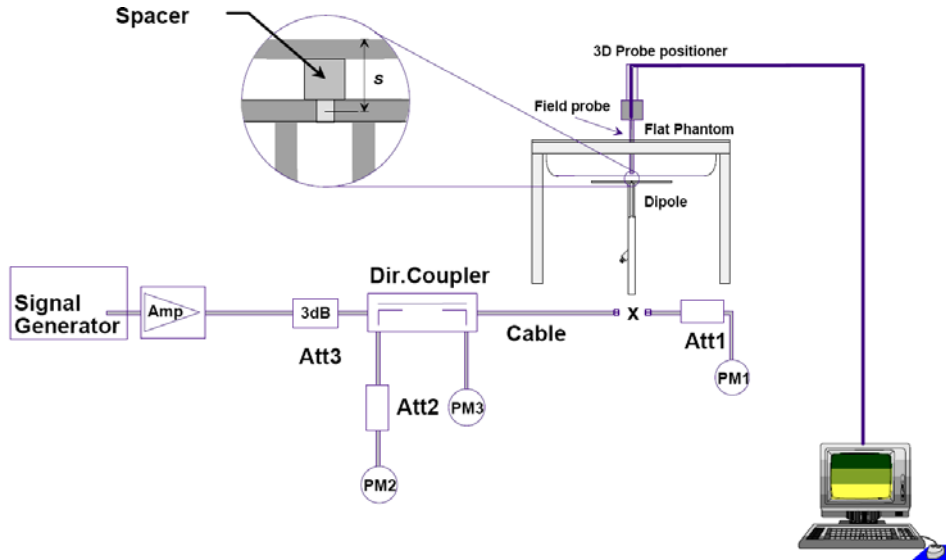 Spacer
s
3D Probe positioner
Field probe
Flat Phantom
Dipole
Dir.Coupler
Signal
Generator
Amp
3dB
Cable
x
Att1
Att3
PM1
Att2
PM3
PM2